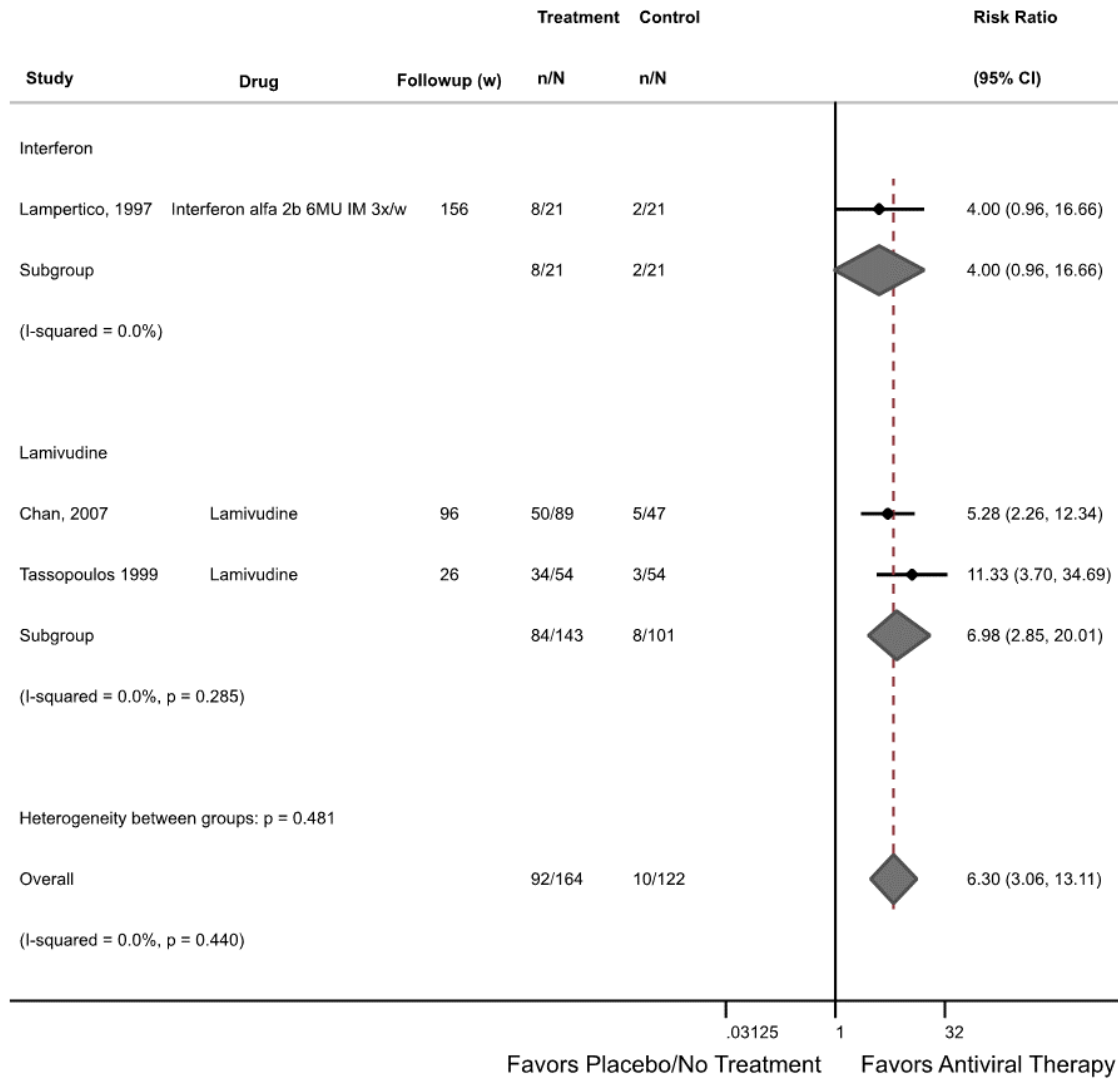 Treatment Control Risk Ratio
Study Drug Followup (w) n/N n/N (95% CI)
Interferon
Lampertico, 1997 Interferon alfa 2b 6MU IM 3x/w 156 8/21 2/21 4.00 (0.96, 16.66)
Subgroup 8/21 2/21 4.00 (0.96, 16.66)
(I-squared = 0.0%)
Lamivudine
Chan, 2007 Lamivudine 96 50/89 5/47 5.28 (2.26, 12.34)
Tassopoulos 1999 Lamivudine 26 34/54 3/54 11.33 (3.70, 34.69)
Subgroup 84/143 8/101 6.98 (2.85, 20.01)
(I-squared = 0.0%, p = 0.285)
Heterogeneity between groups: p = 0.481
Overall 92/164 10/122 6.30 (3.06, 13.11)
(I-squared = 0.0%, p = 0.440)
.03125 1 32
Favors Placebo/No Treatment Favors Antiviral Therapy